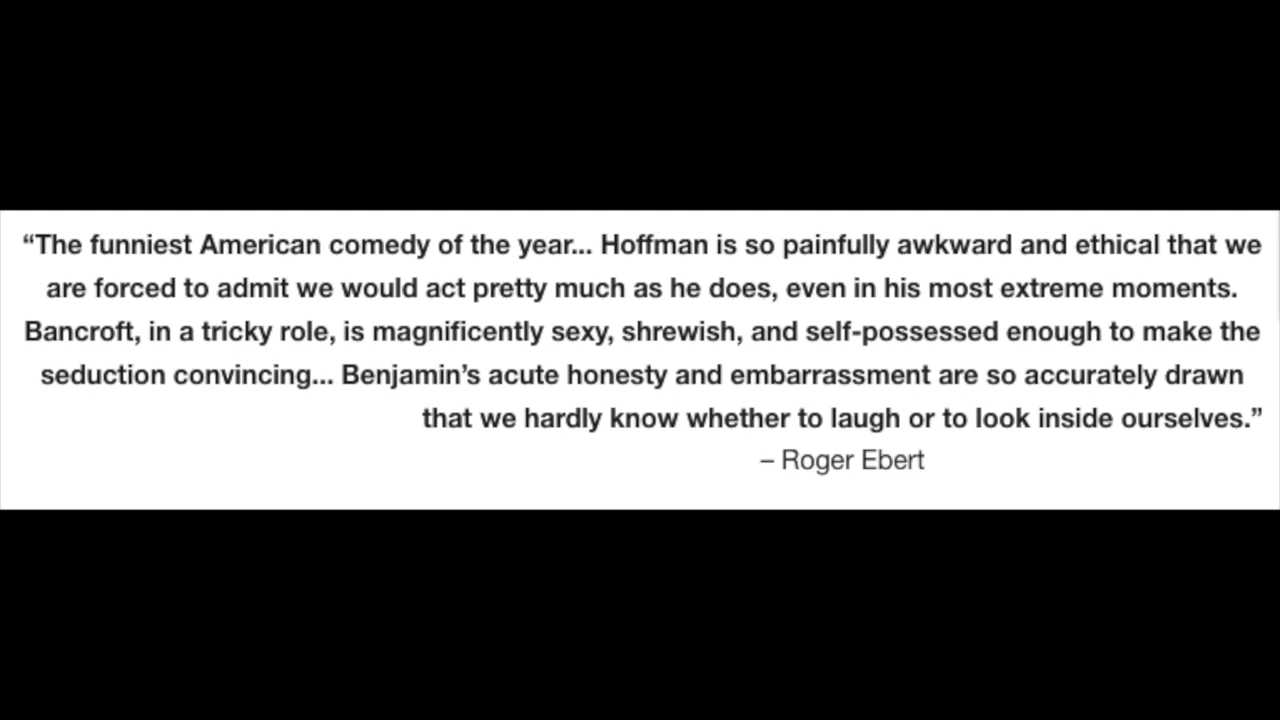 “The funniest American comedy of the year... Hoffman is so painfully awkward and ethical that we
are forced to admit we would act pretty much as he does, even in his most extreme moments.
Bancroft, in a tricky role, is magnificently sexy, shrewish, and self-possessed enough to make the
seduction convincing... Benjamin’s acute honesty and embarrassment are so accurately drawn
that we hardly know whether to laugh or to look inside ourselves.”
– Roger Ebert